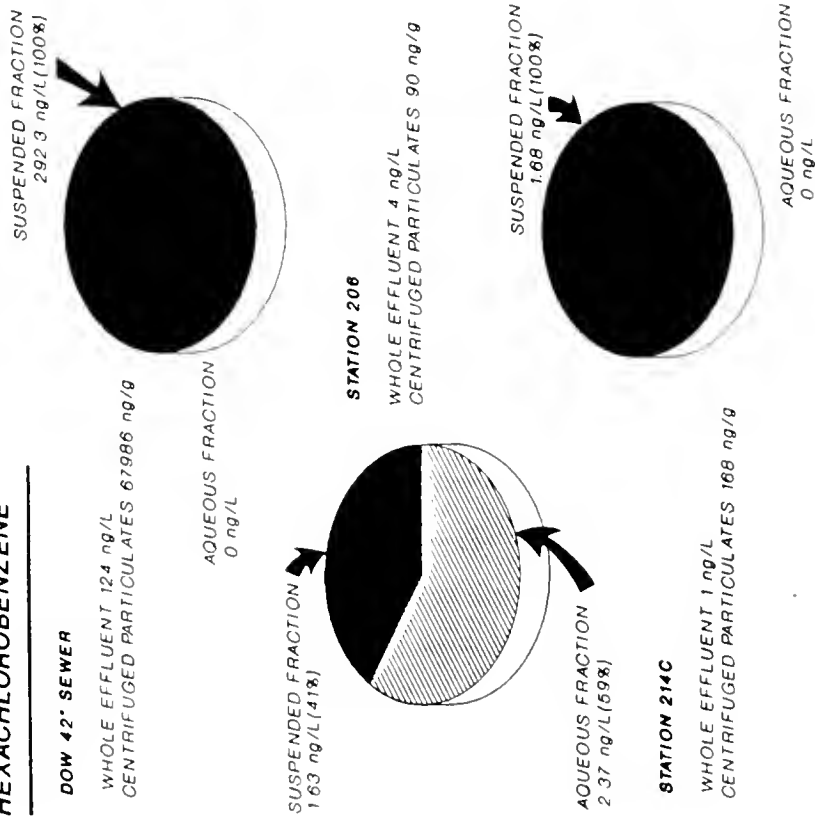 HEXACHLOROBENZENE
DOW 42" SEWER
WHOLE EFFLUENT 124 ng/L
CENTRIFUGED PARTICULATES 67986 ng/g
AQUEOUS FRACTION
0 ng/L
SUSPENDED FRACTION
292 3 ng/L(100%)
SUSPENDED FRACTION
1 63 ng/L(41%)
AQUEOUS FRACTION
2 37 ng/L(59%)
STATION 206
WHOLE EFFLUENT 4 ng/L
CENTRIFUGED PARTICULATES 90 ng/g
STATION 214C
WHOLE EFFLUENT 1 ng/L
CENTRIFUGED PARTICULATES 168 ng/g
SUSPENDED FRACTION
1.68 ng/L(100%)
AQUEOUS FRACTION
0 ng/L